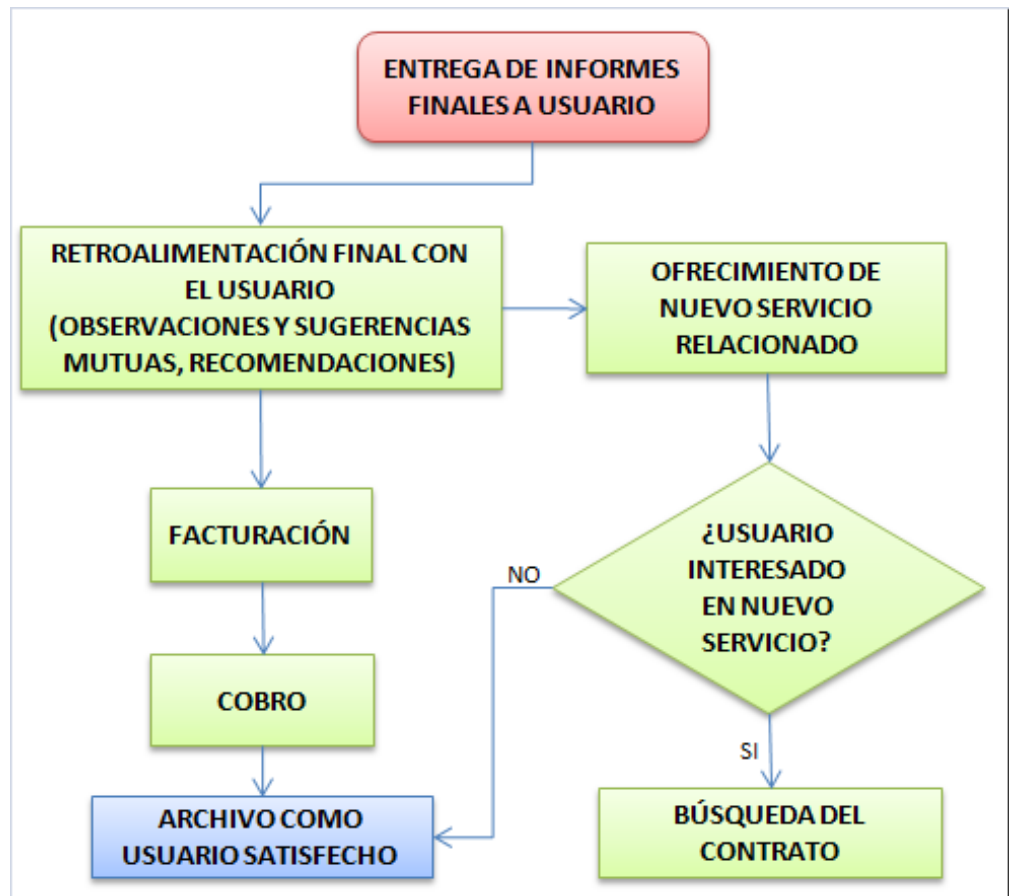 ENTREGA DE INFORMES
FINALES A USUARIO
RETROALIMENTACIÓN FINAL CON
EL USUARIO
(OBSERVACIONES Y SUGERENCIAS
MUTUAS, RECOMENDACIONES)
OFRECIMIENTO DE
NUEVO SERVICIO
RELACIONADO
FACTURACIÓN
¿USUARIO
INTERESADO
EN NUEVO
SERVICIO?
NO
COBRO
SI
ARCHIVO COMO
USUARIO SATISFECHO
BÚSQUEDA DEL
CONTRATO